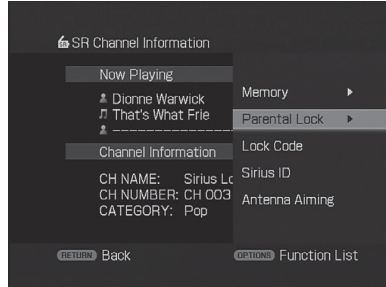 SR Channel Information
Now Playing
Dionne Warwick
That's What Frie
--------------
Channel Information
CH NAME: Sirius Lo
CH NUMBER: CH 003
CATEGORY: Pop
Memory
Parental Lock
Lock Code
Sirius ID
Antenna Aiming
RETURN Back
OPTIONS Function List